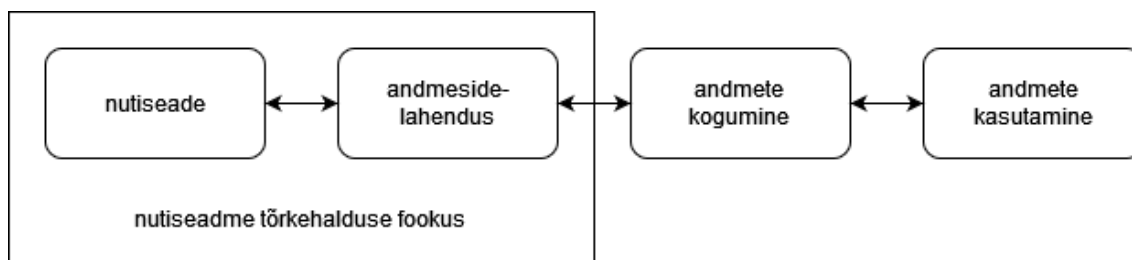 nutiseade
andmeside-
lahendus
andmete
kogumine
andmete
kasutamine
nutiseadme tõrkehalduse fookus